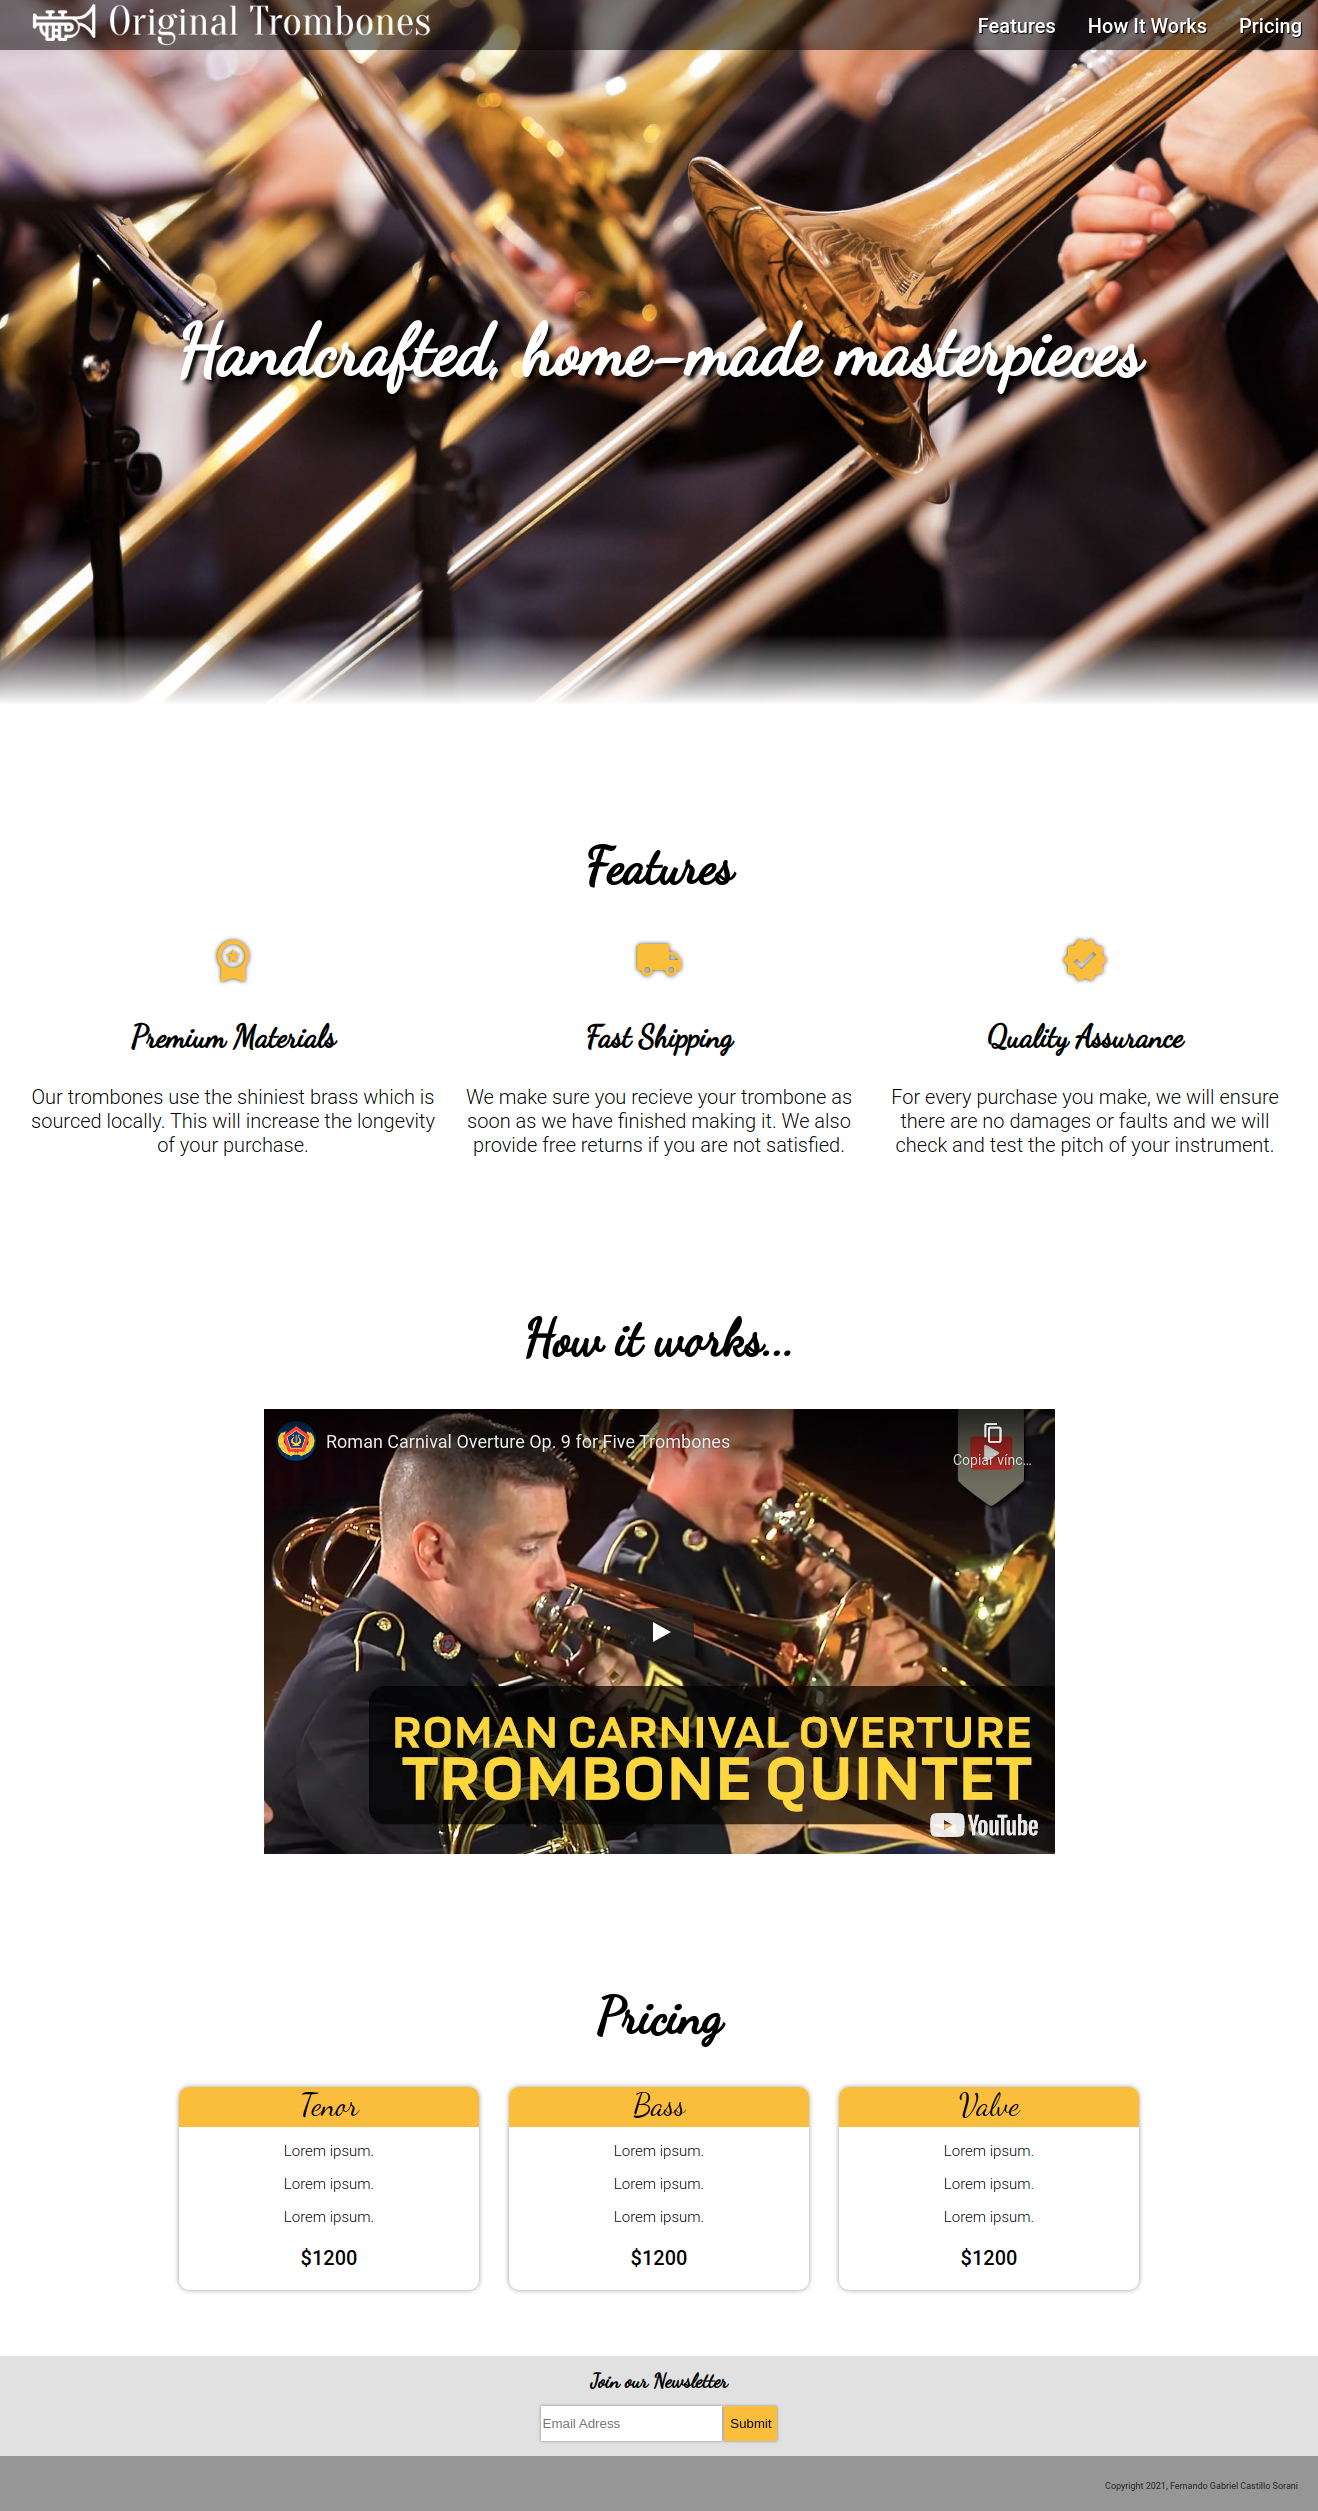 Original Trombones
Features How It Works Pricing
Handcrafted, home-made masterpieces
Features
Premium Materials
Our trombones use the shiniest brass which is
sourced locally. This will increase the longevity
of your purchase.
Fast Shipping
We make sure you recieve your trombone as
soon as we have finished making it. We also
provide free returns if you are not satisfied.
Quality Assurance
For every purchase you make, we will ensure
there are no damages or faults and we will
check and test the pitch of your instrument.
How it works...
Roman Carnival Overture Op. 9 for Five Trombones
Copiar vínc...
ROMAN CARNIVAL OVERTURE
TROMBONE QUINTET
YouTube
Pricing
Tenor
Lorem ipsum.
Lorem ipsum.
Lorem ipsum.
$1200
Bass
Lorem ipsum.
Lorem ipsum.
Lorem ipsum.
$1200
Valve
Lorem ipsum.
Lorem ipsum.
Lorem ipsum.
$1200
Join our Newsletter
Email Adress
Submit
Copyright 2021, Fernando Gabriel Castillo Sorani